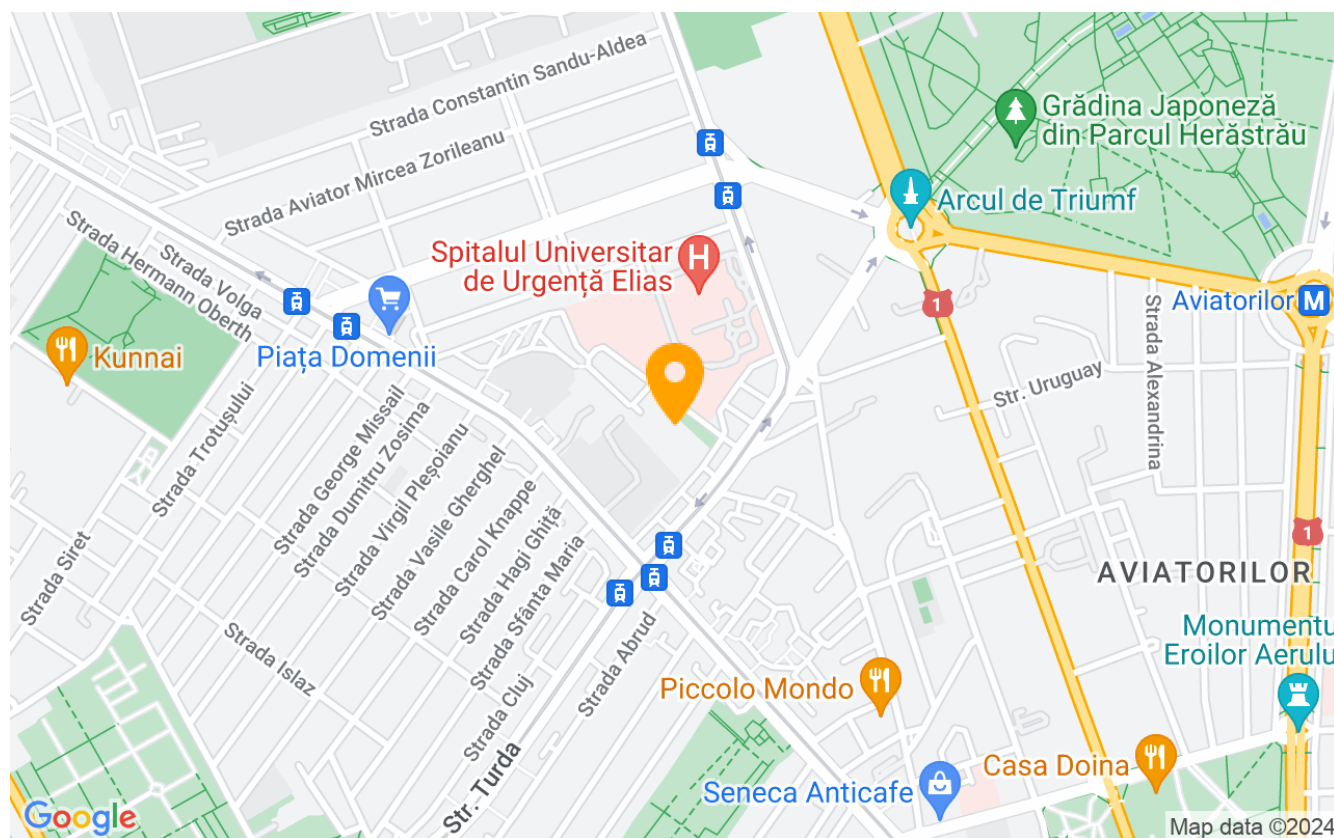 Strada Constantin Sandu-Aldea
Strada Aviator Mircea Zorileanu
Grădina Japoneză
din Parcul Herăstrău
Arcul de Triumf
Strada Hermann Oberth
Strada Volga
Spitalul Universitar
de Urgență Elias
H
1
Aviatorilor
M
Strada Alexandrina
Kunnai
Piața Domenii
Str. Uruguay
Strada Trotușului
Strada George Missail
Strada Dumitru Zosima
Strada Virgil Pleșoianu
Strada Vasile Gherghel
Strada Carol Knappe
Strada Hagi Ghiță
Strada Sfânta Maria
Strada Siret
1
AVIATORILOR
Strada Islaz
Strada Cluj
Strada Abrud
Str. Turda
Monumentu
Eroilor Aerulu
Piccolo Mondo
Casa Doina
Seneca Anticafe
Google
Map data ©2024